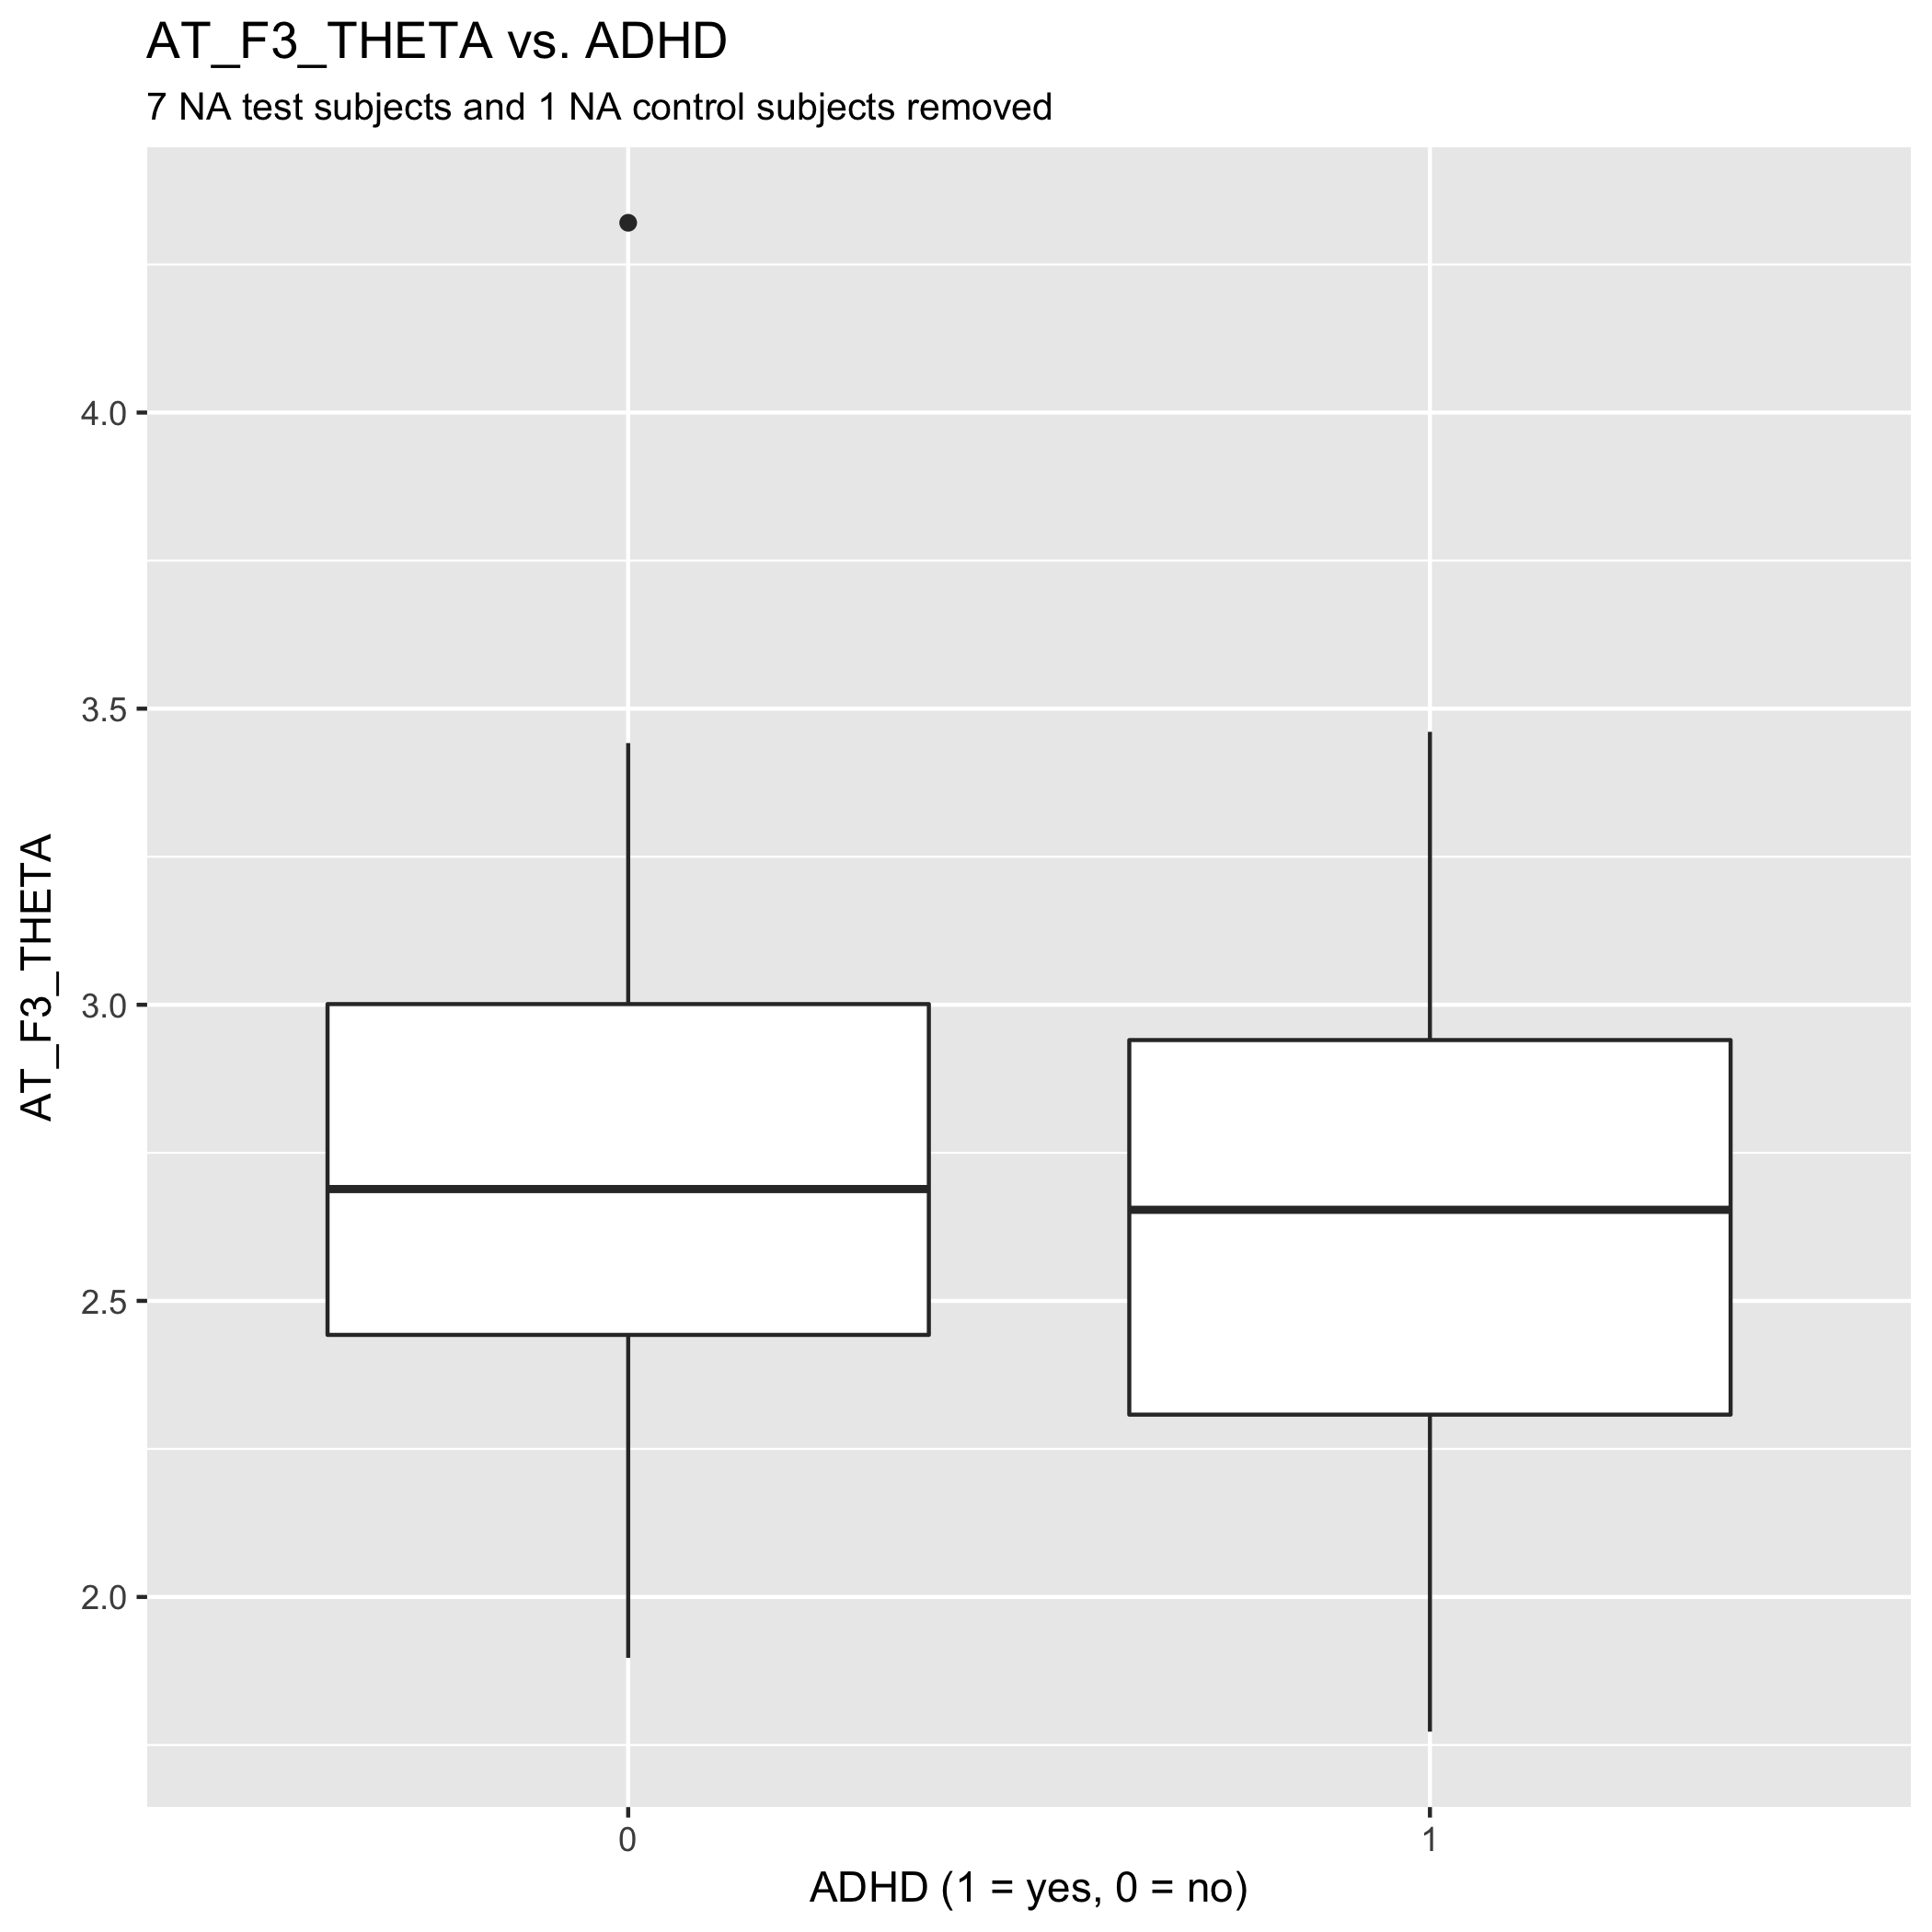 AT_F3_THETA vs. ADHD
7 NA test subjects and 1 NA control subjects removed
AT_F3_THETA
4.0
3.5
3.0
2.5
2.0
0
1
ADHD (1 = yes, 0 = no)